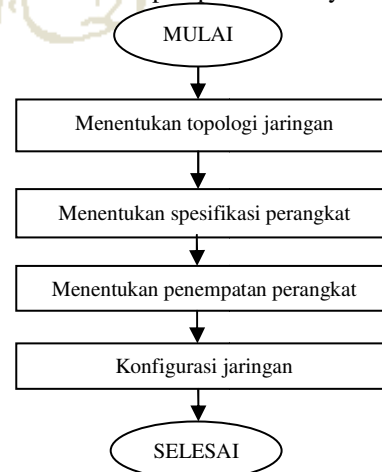 MULAI
Menentukan topologi jaringan
Menentukan spesifikasi perangkat
Menentukan penempatan perangkat
Konfigurasi jaringan
SELESAI